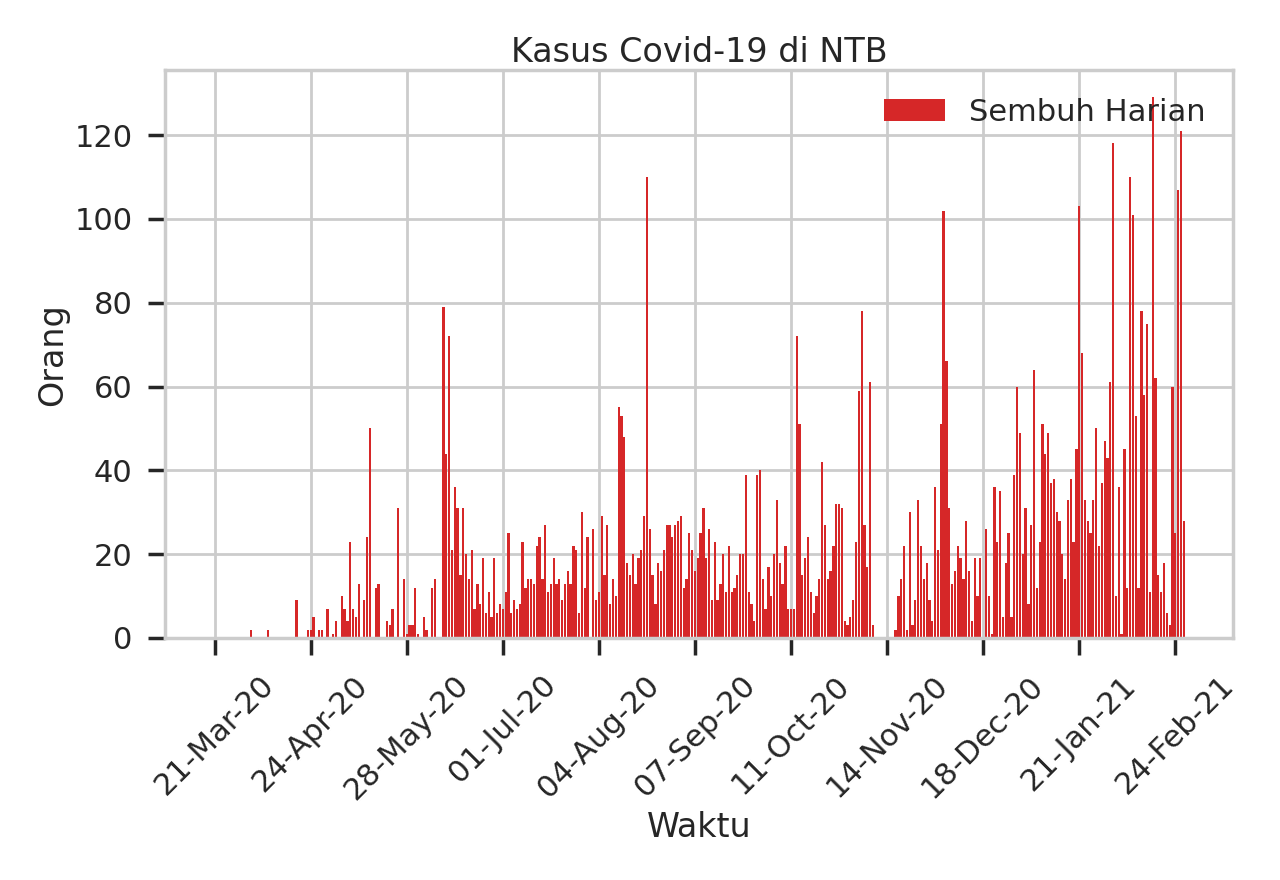 Kasus Covid-19 di NTB
Sembuh Harian
Orang
120
100
80
60
40
20
0
21-Mar-20
24-Apr-20
28-May-20
01-Jul-20
04-Aug-20
07-Sep-20
11-Oct-20
14-Nov-20
18-Dec-20
21-Jan-21
24-Feb-21
Waktu